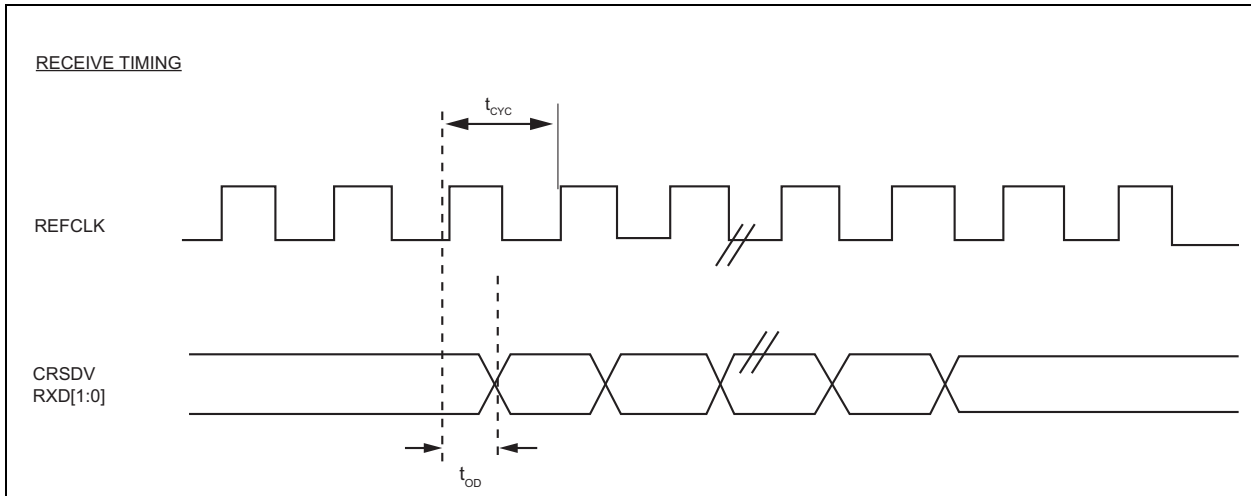 RECEIVE TIMING
tCYC
REFCLK
CRSDV
RXD[1:0]
tOD